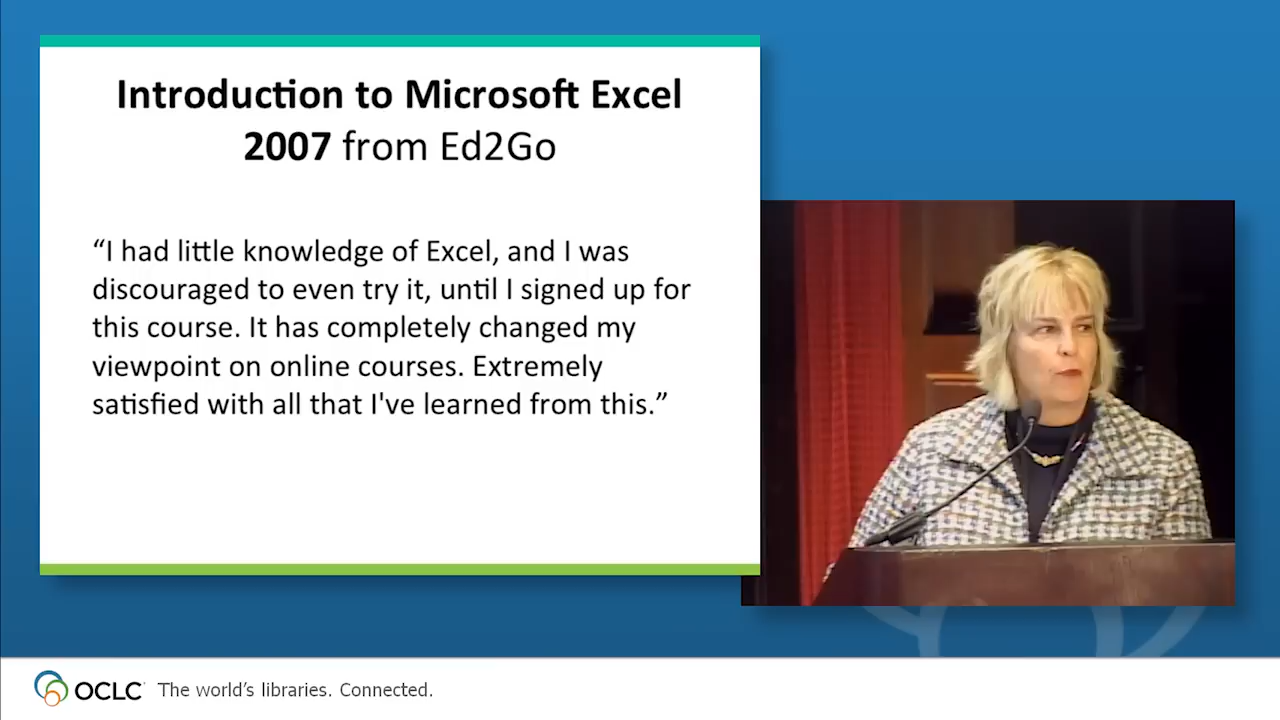 Introduction to Microsoft Excel
2007 from Ed2Go
“I had little knowledge of Excel, and I was
discouraged to even try it, until I signed up for
this course. It has completely changed my
viewpoint on online courses. Extremely
satisfied with all that I've learned from this.”
OCLC The world’s libraries. Connected.